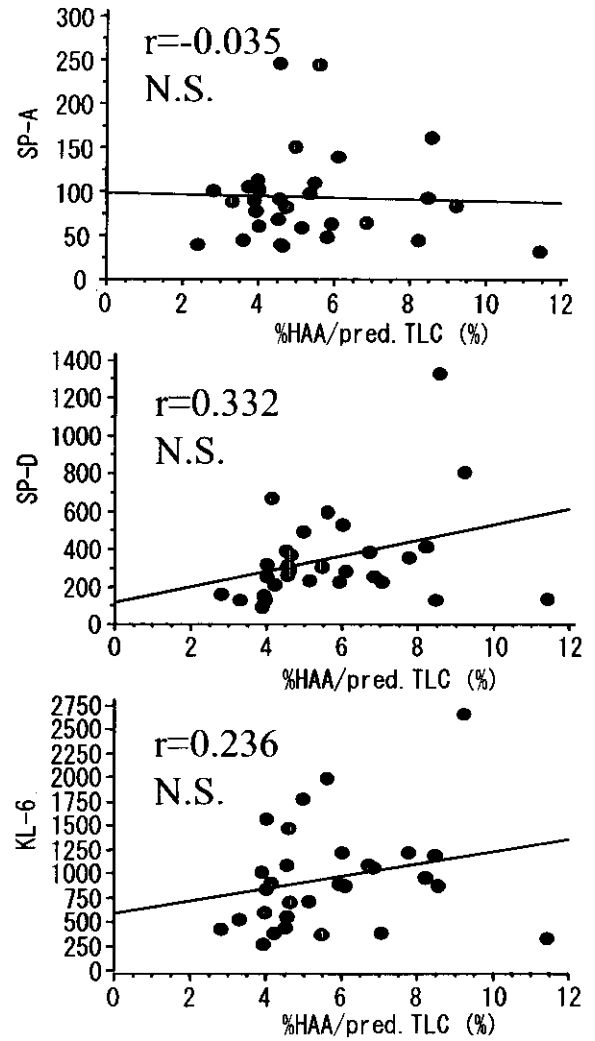 300
250
200
150
100
50
0
SP-A
r=-0.035
N.S.
0 2 4 6 8 10 12
%HAA/pred. TLC (%)
1400
1200
1000
800
600
400
200
0
SP-D
r=0.332
N.S.
0 2 4 6 8 10 12
%HAA/pred. TLC (%)
2750
2500
2250
2000
1750
1500
1250
1000
750
500
250
0
KL-6
r=0.236
N.S.
0 2 4 6 8 10 12
%HAA/pred. TLC (%)